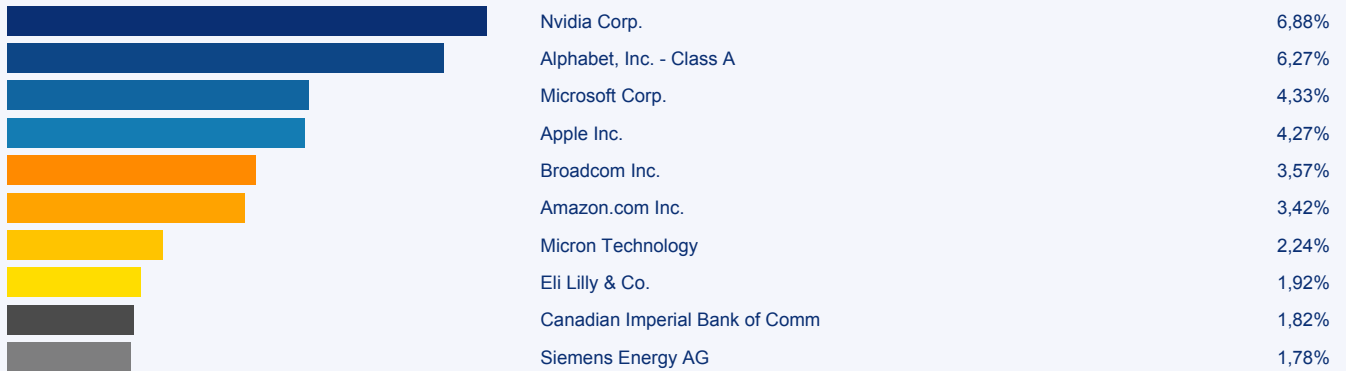 Nvidia Corp. 6,88%
Alphabet, Inc. - Class A 6,27%
Microsoft Corp. 4,33%
Apple Inc. 4,27%
Broadcom Inc. 3,57%
Amazon.com Inc. 3,42%
Micron Technology 2,24%
Eli Lilly & Co. 1,92%
Canadian Imperial Bank of Comm 1,82%
Siemens Energy AG 1,78%